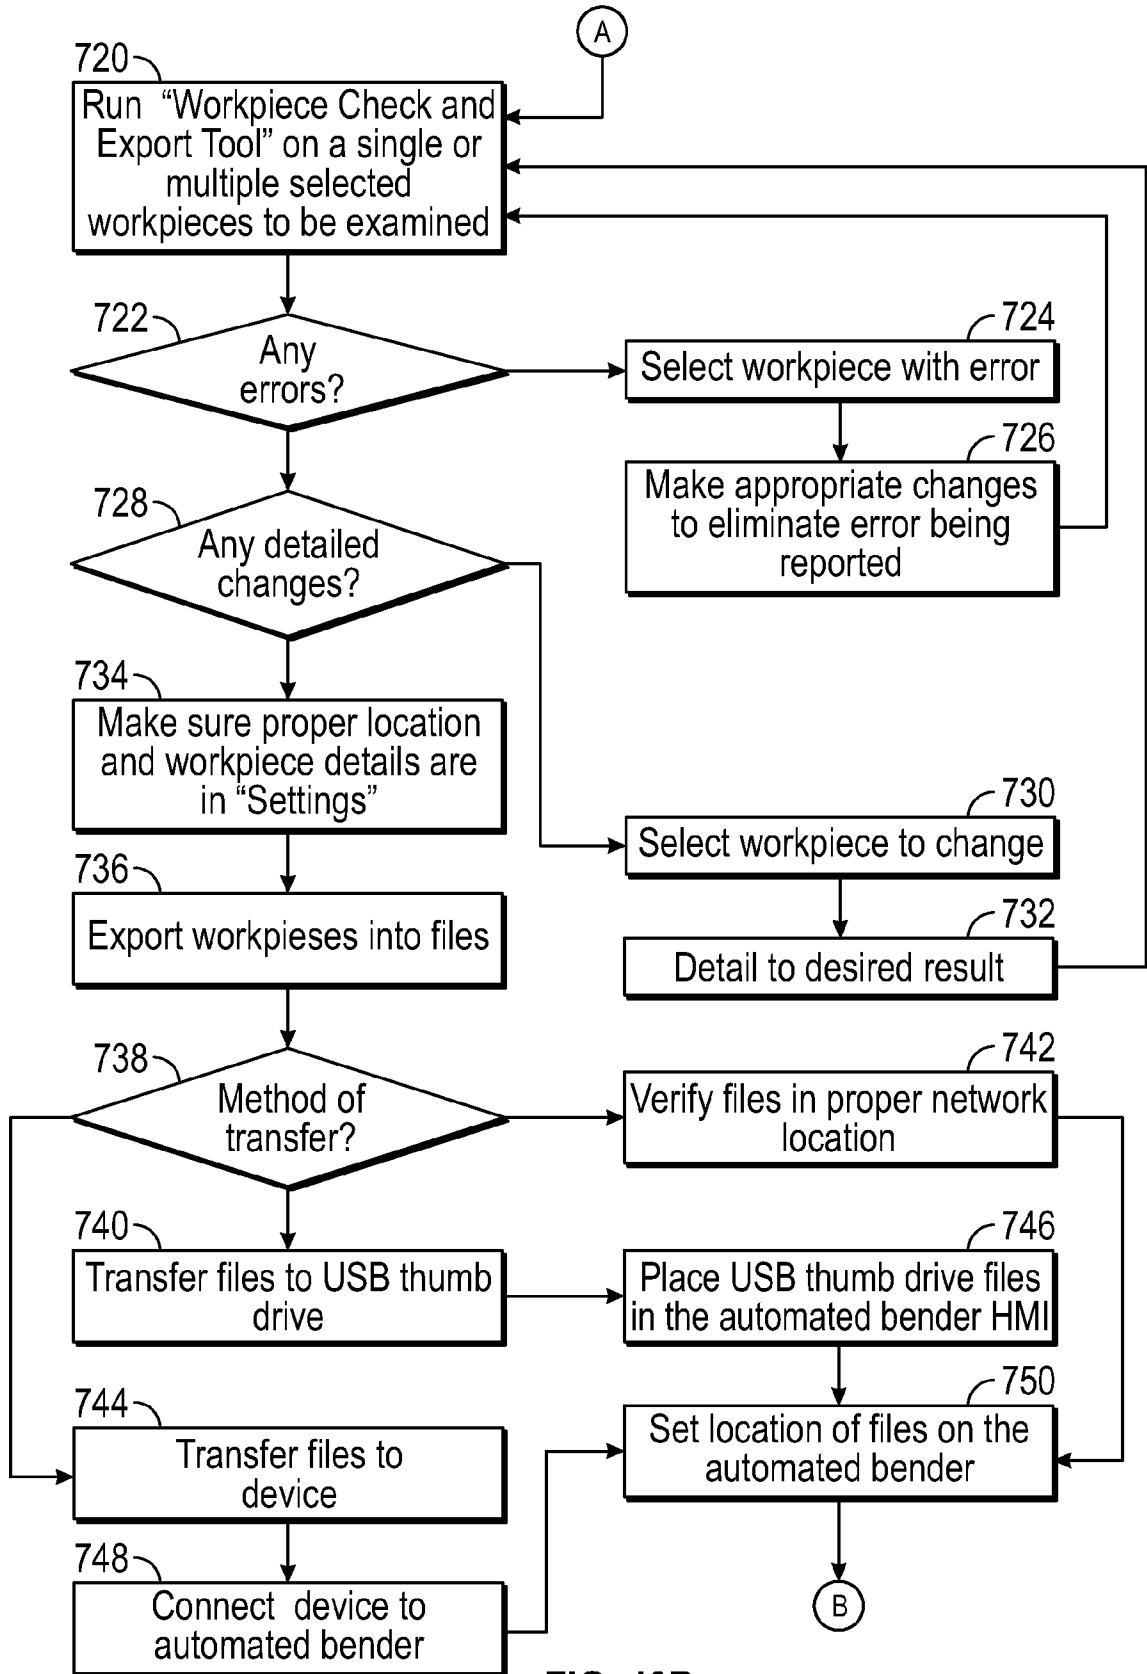 A
720
Run “Workpiece Check and
Export Tool” on a single or
multiple selected
workpieces to be examined
722
Any
errors?
724
Select workpiece with error
726
Make appropriate changes
to eliminate error being
reported
728
Any detailed
changes?
734
Make sure proper location
and workpiece details are
in “Settings”
730
Select workpiece to change
736
Export workpieses into files
732
Detail to desired result
738
Method of
transfer?
742
Verify files in proper network
location
740
Transfer files to USB thumb
drive
746
Place USB thumb drive files
in the automated bender HMI
744
Transfer files to
device
750
Set location of files on the
automated bender
748
Connect device to
automated bender
B